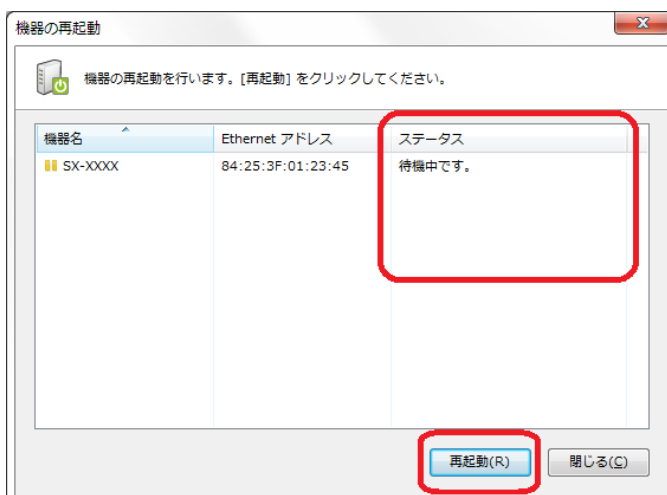 機器の再起動
機器の再起動を行います。[再起動] をクリックしてください。
機器名 Ethernet アドレス ステータス
SX-XXXX 84:25:3F:01:23:45 待機中です。
再起動(R) 閉じる(C)